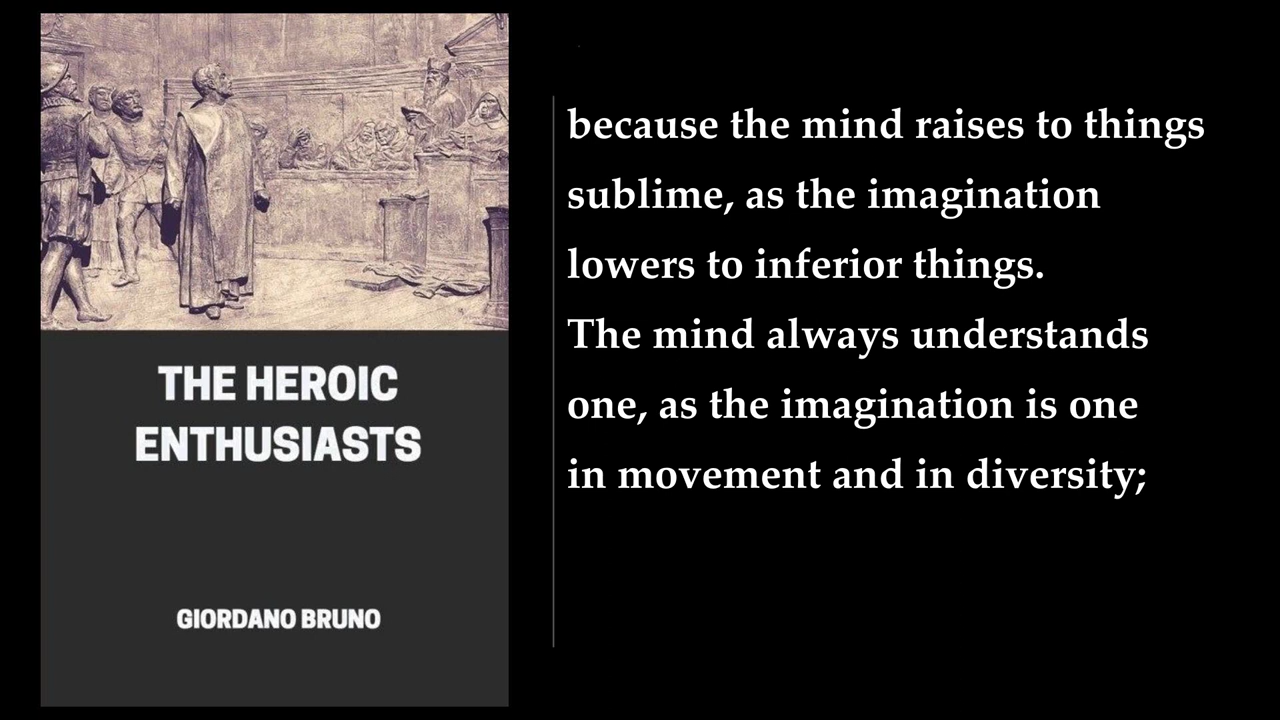 THE HEROIC
ENTHUSIASTS
GIORDANO BRUNO
because the mind raises to things
sublime, as the imagination
lowers to inferior things.
The mind always understands
one, as the imagination is one
in movement and in diversity;